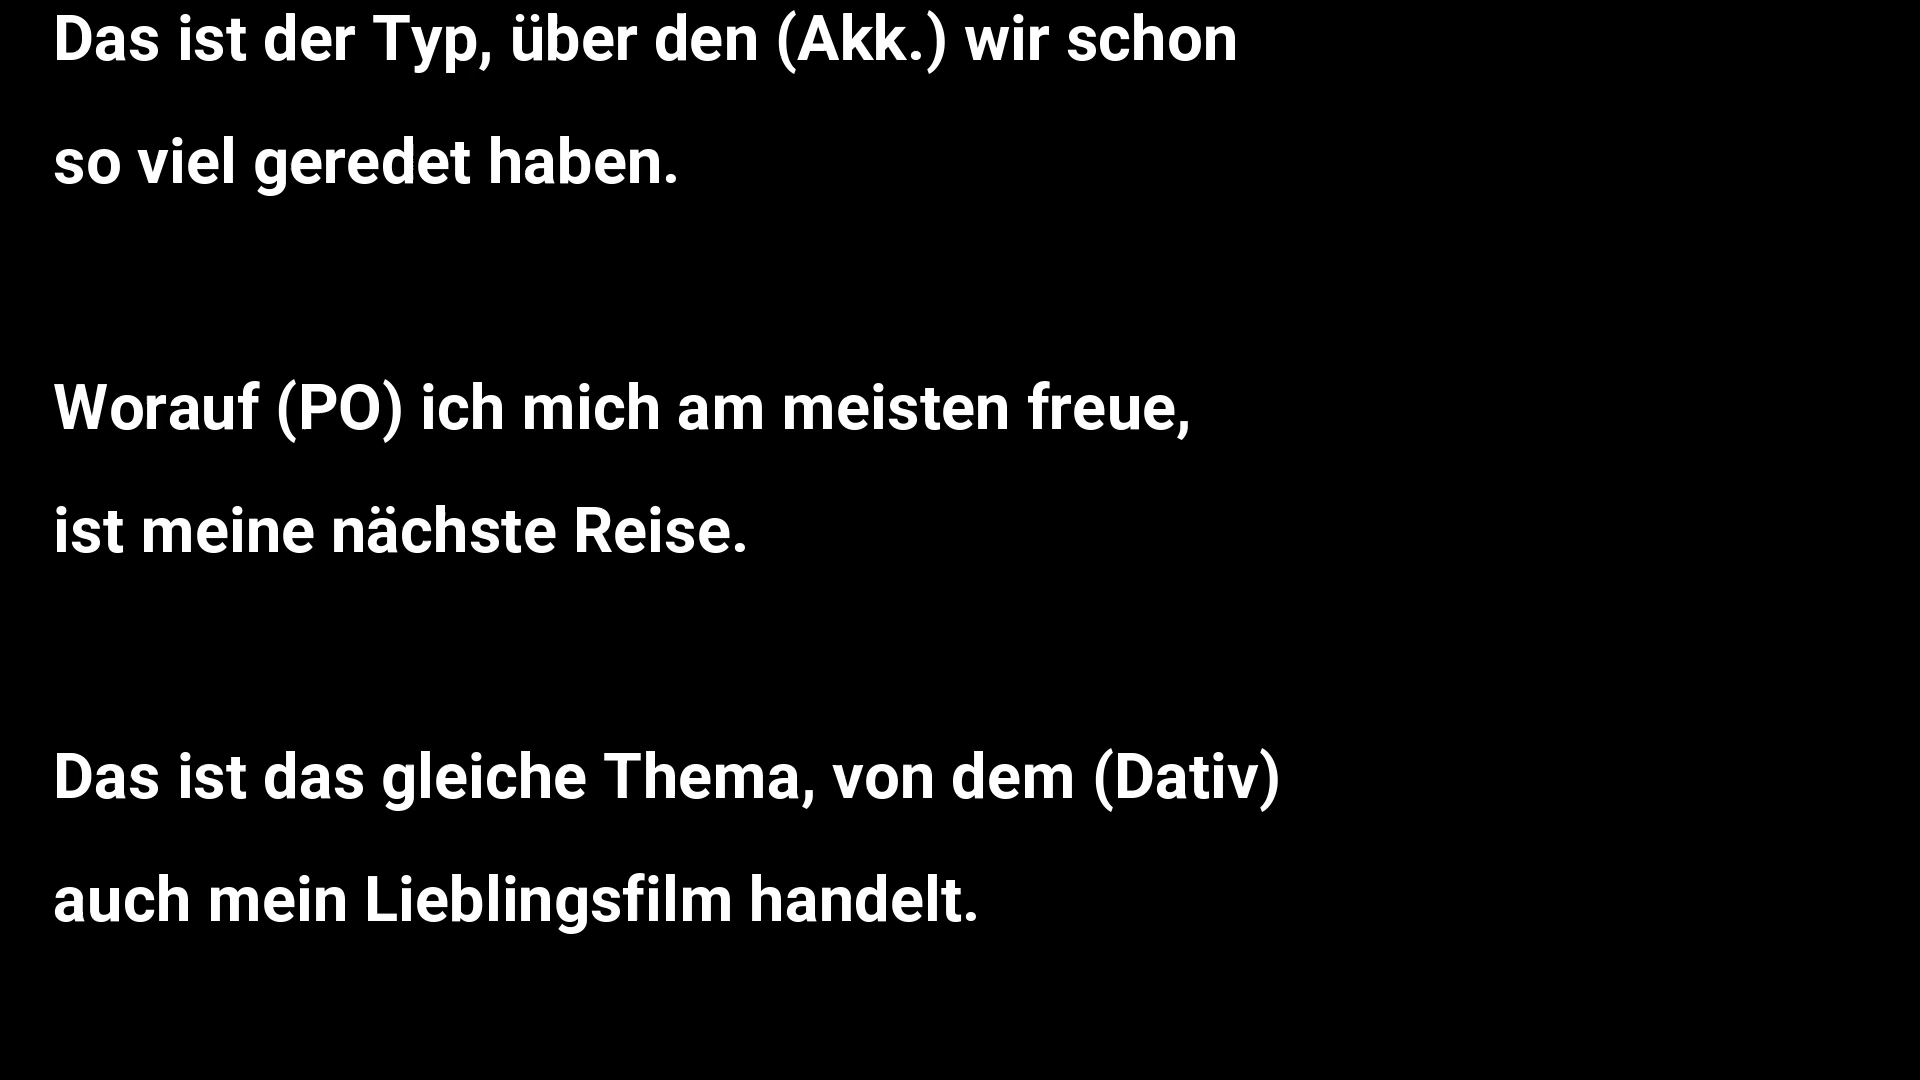 Das ist der Typ, über den (Akk.) wir schon
so viel geredet haben.
Worauf (PO) ich mich am meisten freue,
ist meine nächste Reise.
Das ist das gleiche Thema, von dem (Dativ)
auch mein Lieblingsfilm handelt.